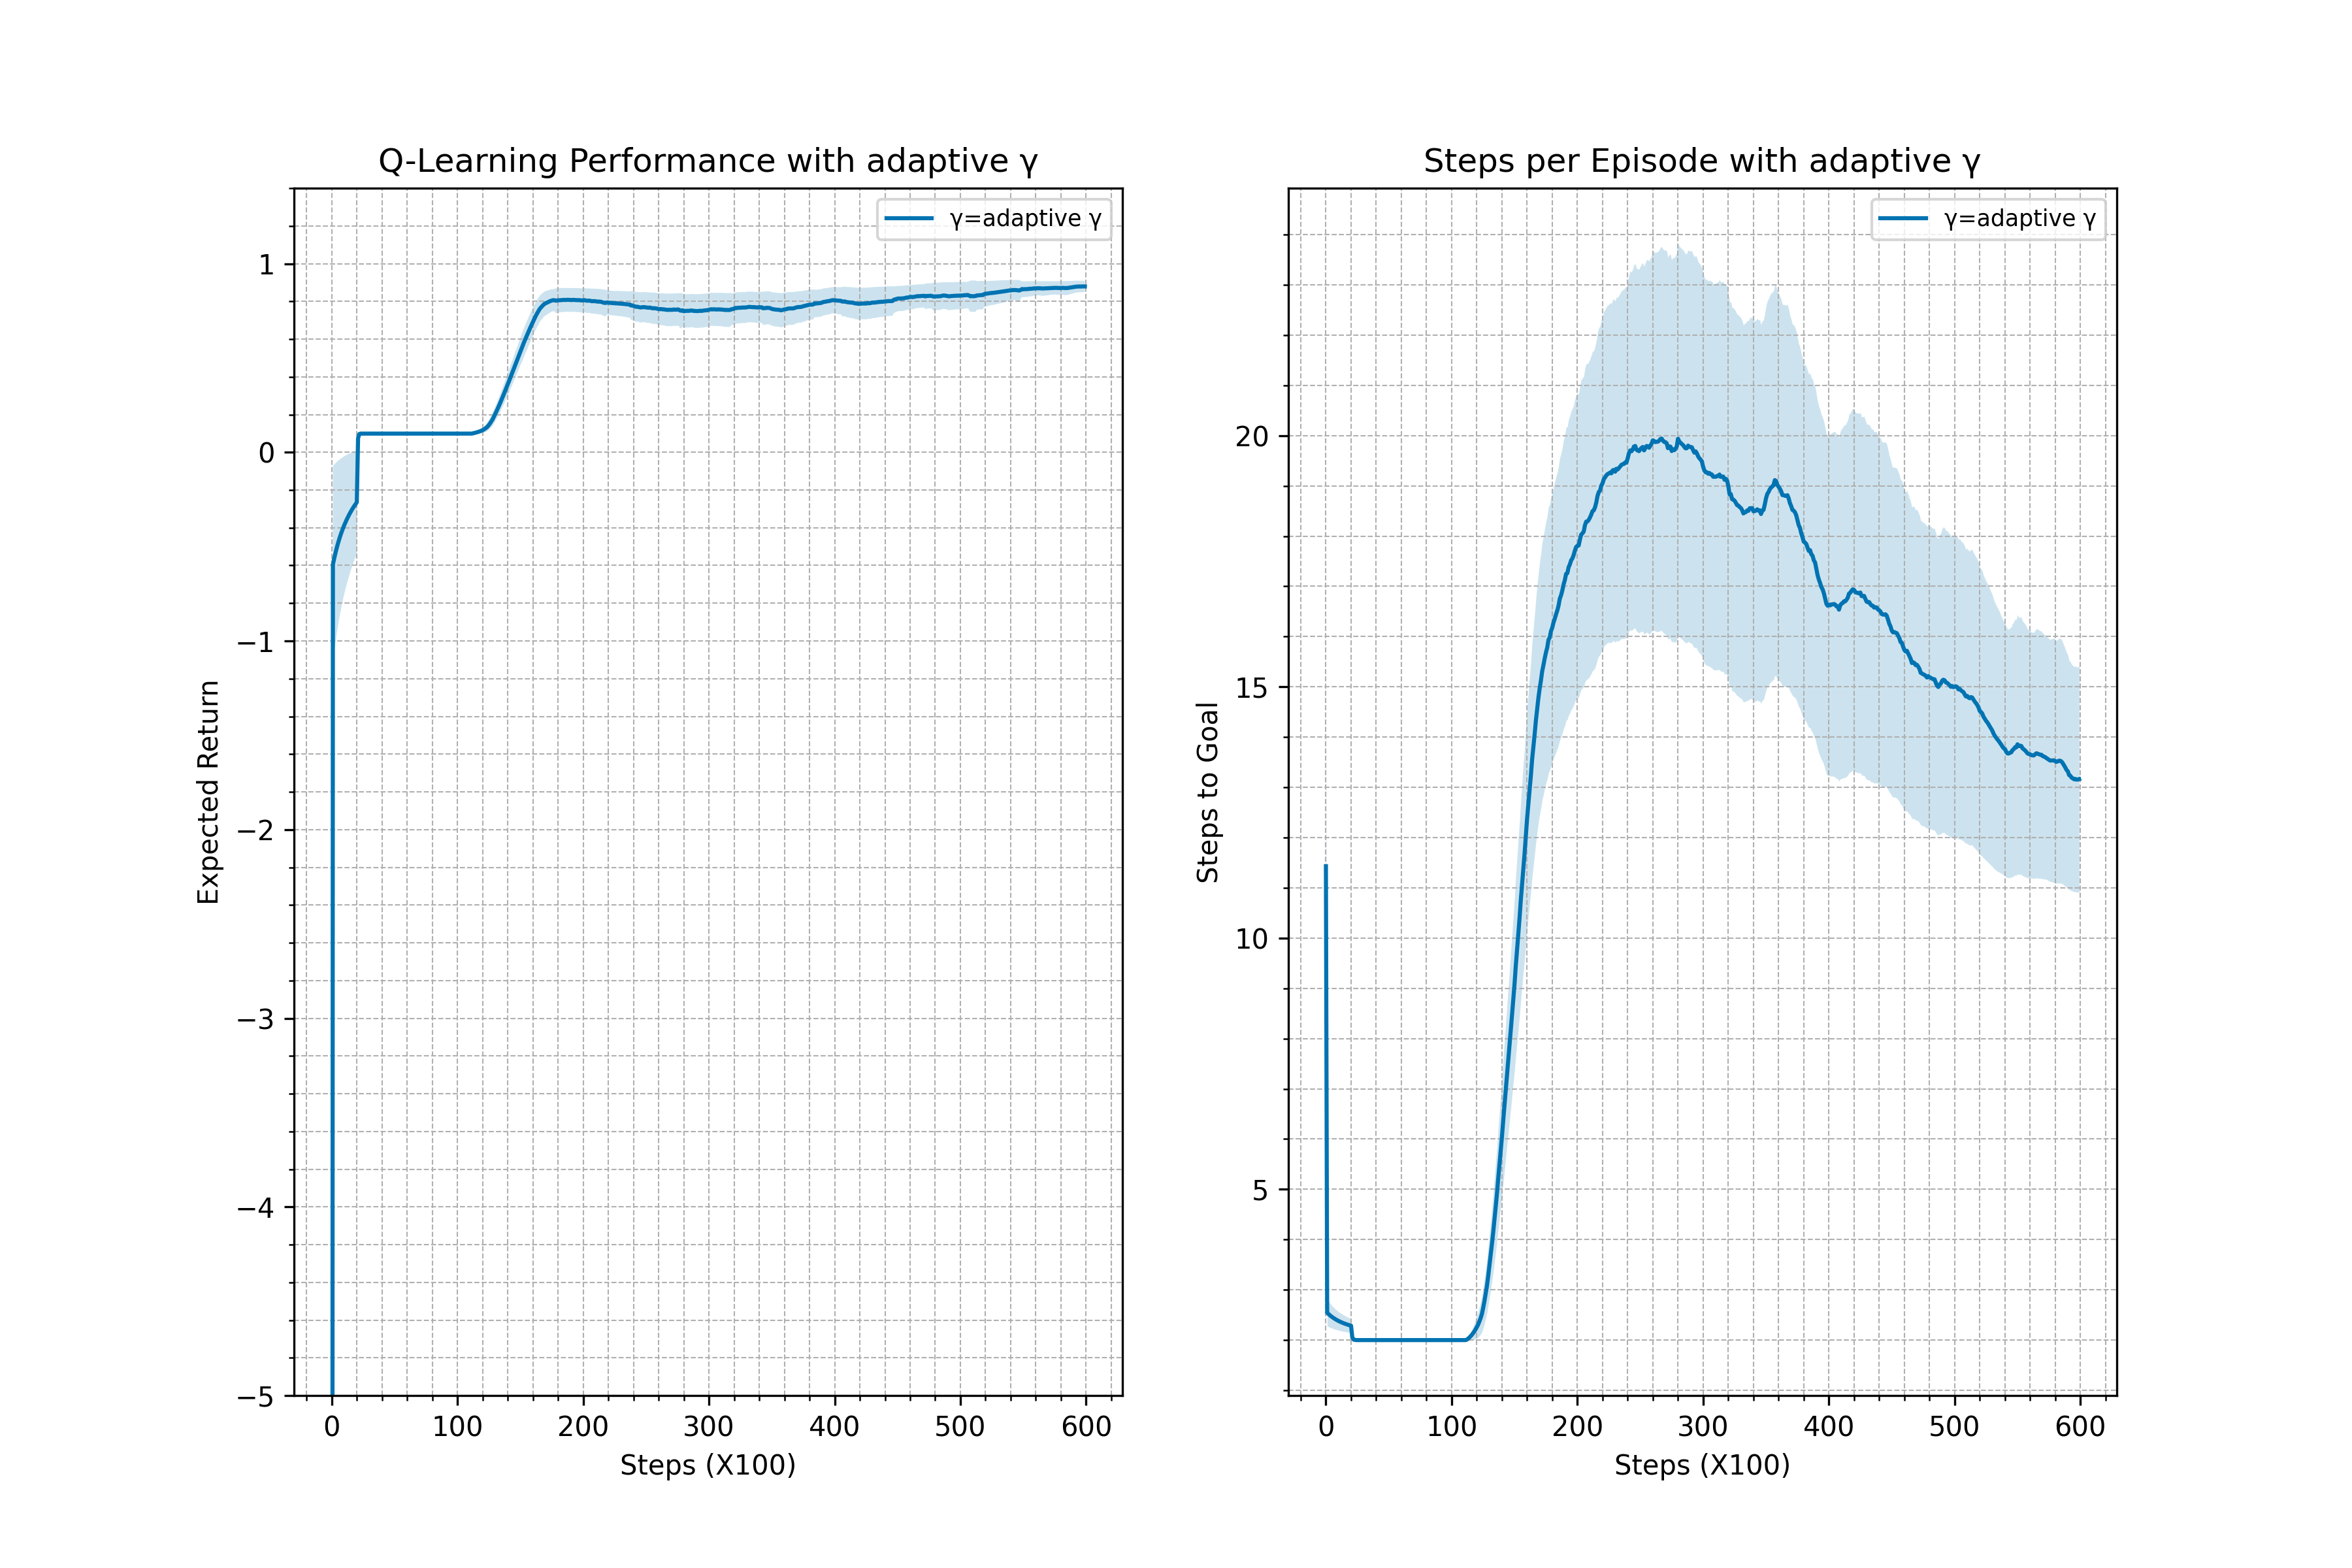 Q-Learning Performance with adaptive γ
γ=adaptive γ
Expected Return
1
0
−1
−2
−3
−4
−5
0 100 200 300 400 500 600
Steps (X100)
Steps per Episode with adaptive γ
γ=adaptive γ
Steps to Goal
20
15
10
5
0 100 200 300 400 500 600
Steps (X100)